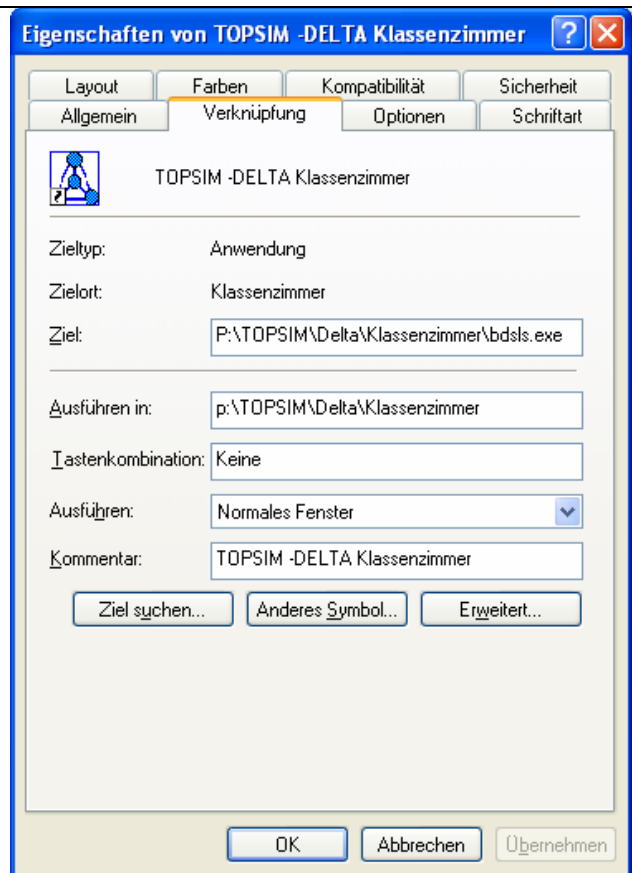 Eigenschaften von TOPSIM -DELTA Klassenzimmer
Layout Farben Kompatibilität Sicherheit
Allgemein Verknüpfung Optionen Schriftart
TOPSIM -DELTA Klassenzimmer
Zieltyp: Anwendung
Zielort: Klassenzimmer
Ziel: P:\TOPSIM\Delta\Klassenzimmer\bdsls.exe
Ausführen in: p:\TOPSIM\Delta\Klassenzimmer
Tastenkombination: Keine
Ausführen: Normales Fenster
Kommentar: TOPSIM -DELTA Klassenzimmer
Ziel suchen... Anderes Symbol... Erweitert...
OK Abbrechen Übernehmen